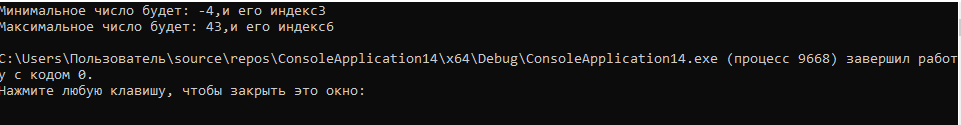 Минимальное число будет: -4,и его индекс3
Максимальное число будет: 43,и его индекс6
C:\Users\Пользователь\source\repos\ConsoleApplication14\x64\Debug\ConsoleApplication14.exe (процесс 9668) завершил работ
у с кодом 0.
Нажмите любую клавишу, чтобы закрыть это окно: